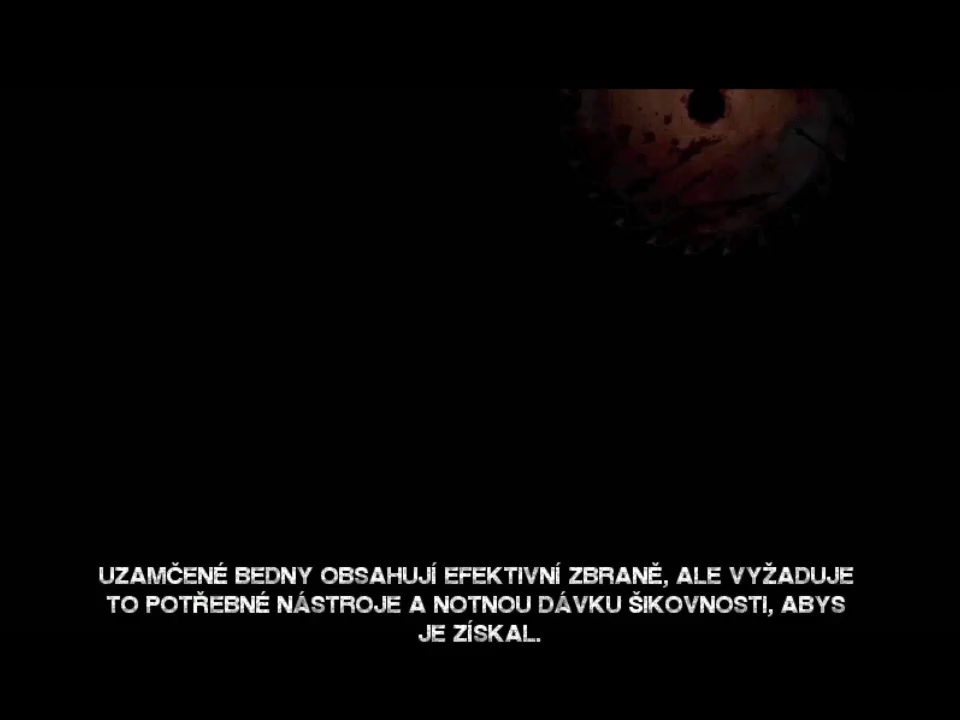 UZAMČENÉ BEDNY OBSAHUJÍ EFEKTIVNÍ ZBRANĚ, ALE VYŽADUJE
TO POTŘEBNÉ NÁSTROJE A NOTNOU DÁVKU ŠIKOVNOSTI, ABYS
JE ZÍSKAL.